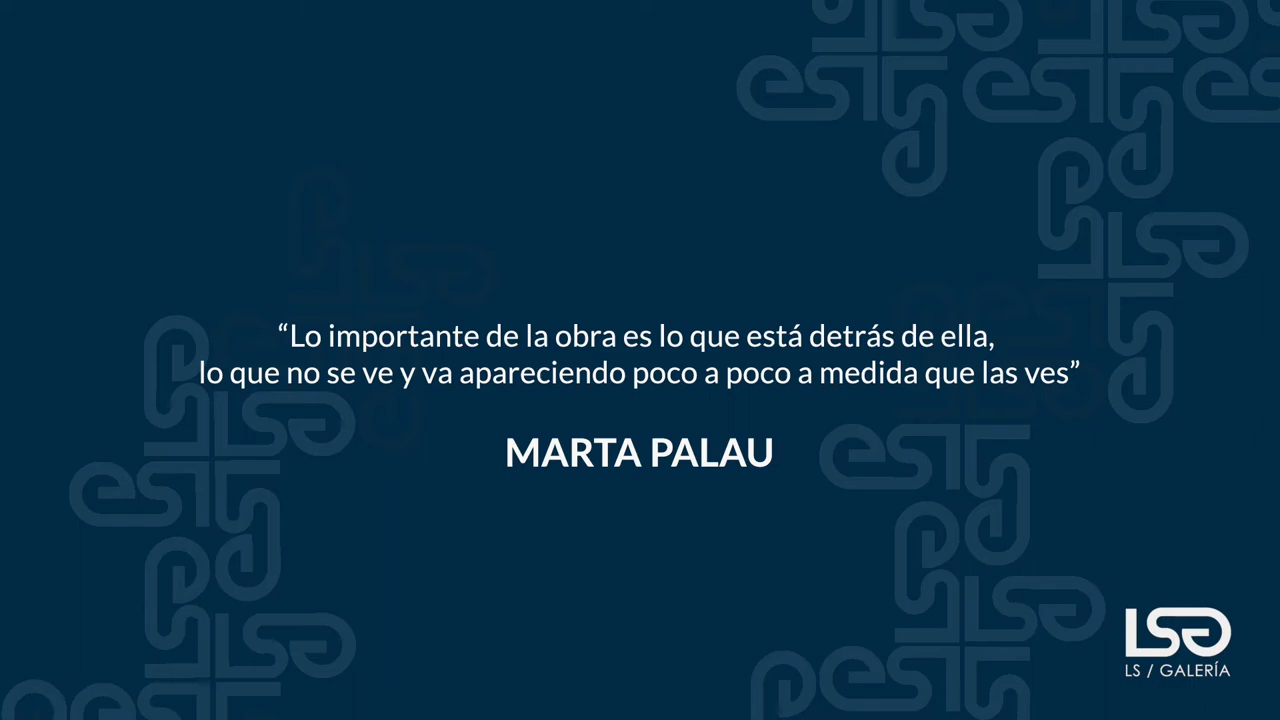 “Lo importante de la obra es lo que está detrás de ella,
lo que no se ve y va apareciendo poco a poco a medida que las ves”
MARTA PALAU
LSG
LS / GALERÍA